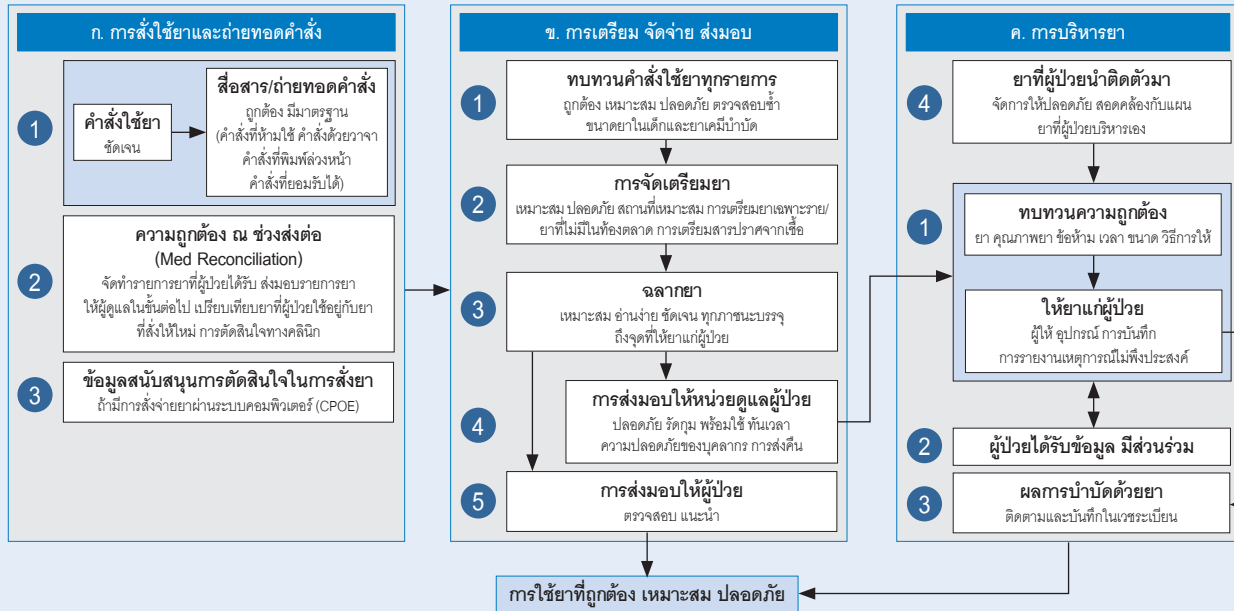 ก. การสั่งใช้ยาและถ่ายทอดคำสั่ง
1
คำสั่งใช้ยา
ชัดเจน
สื่อสาร/ถ่ายทอดคำสั่ง
ถูกต้อง มีมาตรฐาน
(คำสั่งที่ห้ามใช้ คำสั่งด้วยวาจา
คำสั่งที่พิมพ์ล่วงหน้า
คำสั่งที่ยอมรับได้)
2
ความถูกต้อง ณ ช่วงส่งต่อ
(Med Reconciliation)
จัดทำรายการยาที่ผู้ป่วยได้รับ ส่งมอบรายการยา
ให้ผู้ดูแลในขั้นต่อไป เปรียบเทียบยาที่ผู้ป่วยใช้อยู่กับยา
ที่สั่งให้ใหม่ การตัดสินใจทางคลินิก
3
ข้อมูลสนับสนุนการตัดสินใจในการสั่งยา
ถ้ามีการสั่งจ่ายยาผ่านระบบคอมพิวเตอร์ (CPOE)
ข. การเตรียม จัดจ่าย ส่งมอบ
1
ทบทวนคำสั่งใช้ยาทุกรายการ
ถูกต้อง เหมาะสม ปลอดภัย ตรวจสอบซ้ำ
ขนาดยาในเด็กและยาเคมีบำบัด
2
การจัดเตรียมยา
เหมาะสม ปลอดภัย สถานที่เหมาะสม การเตรียมยาเฉพาะราย/
ยาที่ไม่มีในท้องตลาด การเตรียมสารปราศจากเชื้อ
3
ฉลากยา
เหมาะสม อ่านง่าย ชัดเจน ทุกภาชนะบรรจุ
ถึงจุดที่ให้ยาแก่ผู้ป่วย
4
การส่งมอบให้หน่วยดูแลผู้ป่วย
ปลอดภัย รัดกุม พร้อมใช้ ทันเวลา
ความปลอดภัยของบุคลากร การส่งคืน
5
การส่งมอบให้ผู้ป่วย
ตรวจสอบ แนะนำ
ค. การบริหารยา
4
ยาที่ผู้ป่วยนำติดตัวมา
จัดการให้ปลอดภัย สอดคล้องกับแผน
ยาที่ผู้ป่วยบริหารเอง
1
ทบทวนความถูกต้อง
ยา คุณภาพยา ข้อห้าม เวลา ขนาด วิธีการให้
ให้ยาแก่ผู้ป่วย
ผู้ให้ อุปกรณ์ การบันทึก
การรายงานเหตุการณ์ไม่พึงประสงค์
2
ผู้ป่วยได้รับข้อมูล มีส่วนร่วม
3
ผลการบำบัดด้วยยา
ติดตามและบันทึกในเวชระเบียน
การใช้ยาที่ถูกต้อง เหมาะสม ปลอดภัย